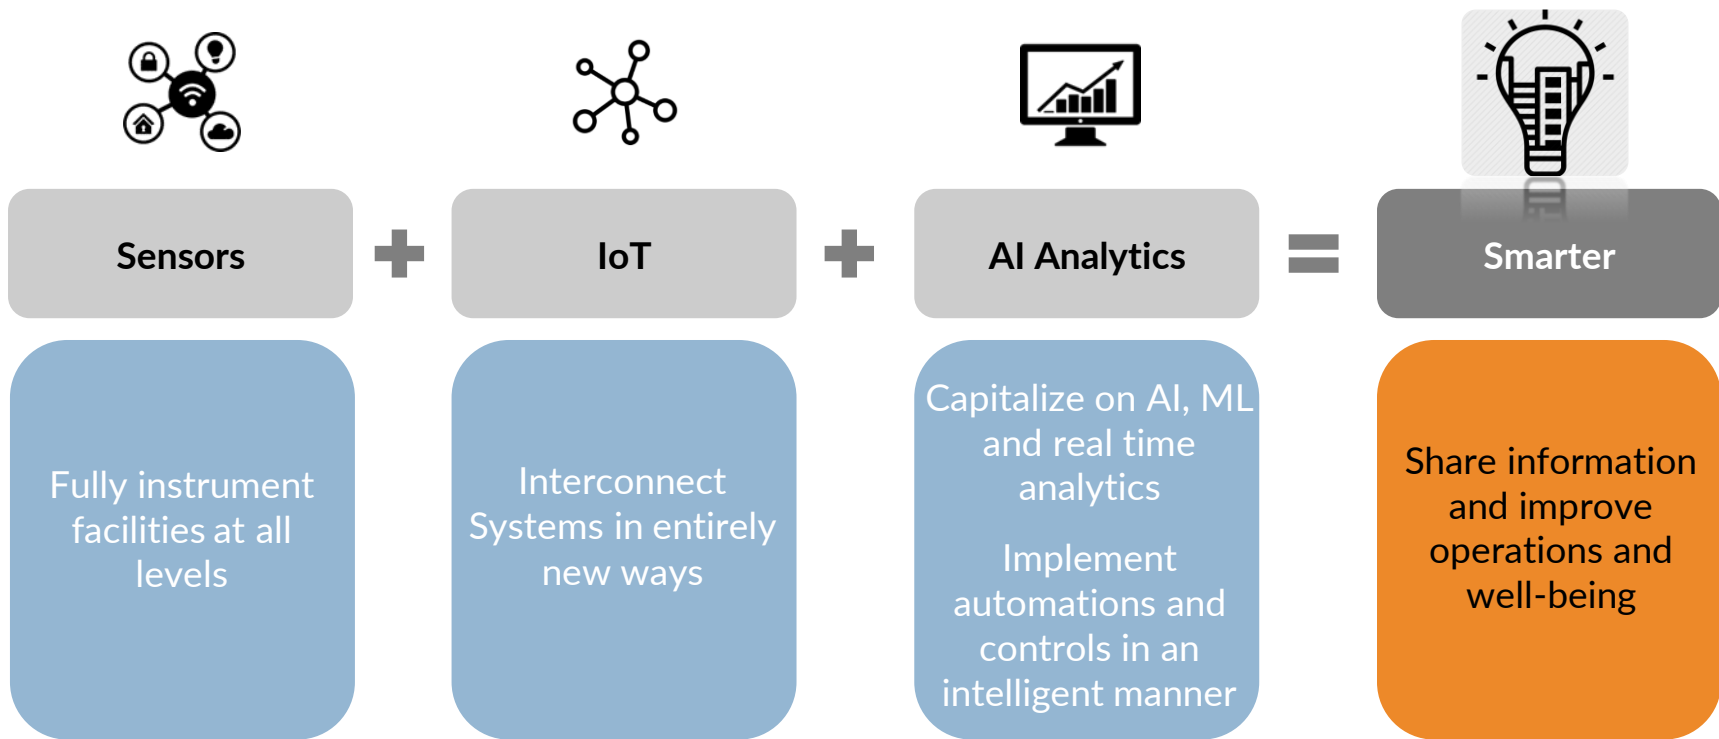 Sensors
IoT
AI Analytics
Smarter
Fully instrument
facilities at all
levels
Interconnect
Systems in entirely
new ways
Capitalize on AI, ML
and real time
analytics
Implement
automations and
controls in an
intelligent manner
Share information
and improve
operations and
well-being